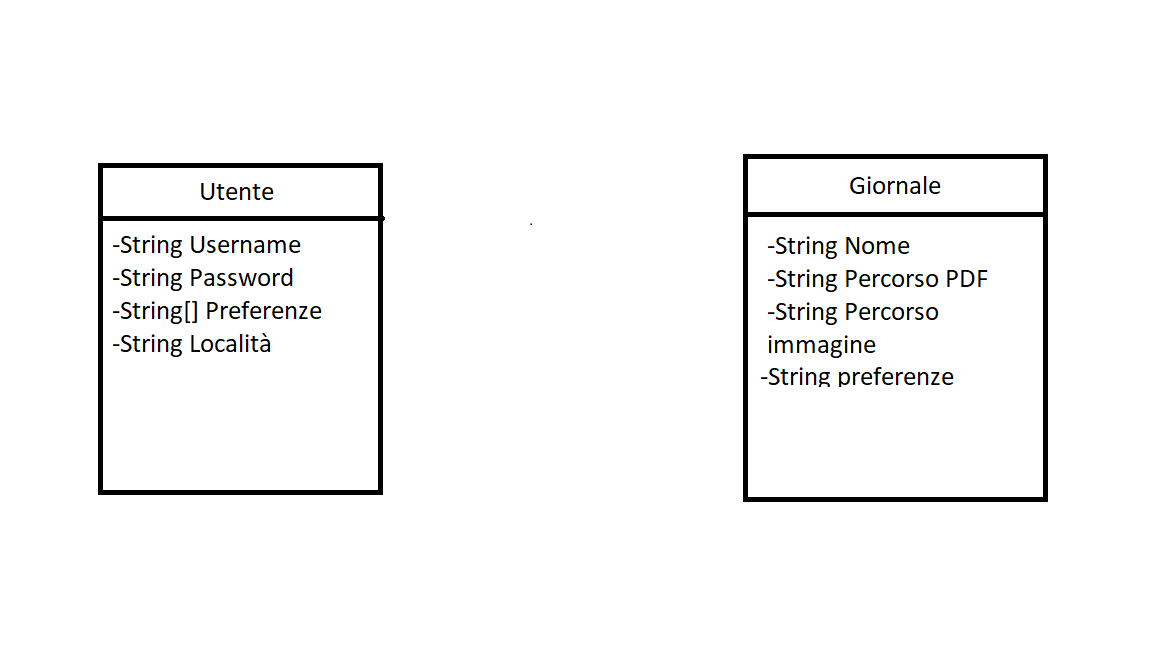 Utente
-String Username
-String Password
-String[] Preferenze
-String Località
Giornale
-String Nome
-String Percorso PDF
-String Percorso
immagine
-String preferenze